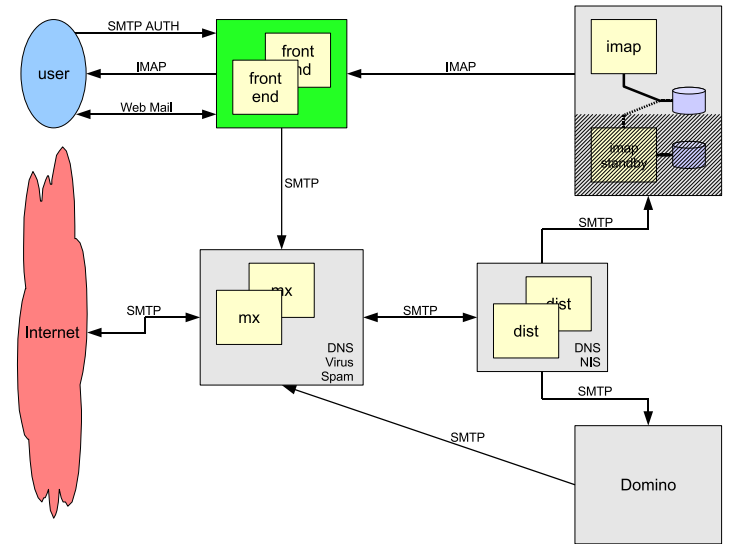 SMTP AUTH
user
IMAP
Web Mail
front
end
front
end
IMAP
imap
imap
standby
SMTP
SMTP
Internet
SMTP
mx
mx
DNS
Virus
Spam
SMTP
dist
dist
DNS
NIS
SMTP
SMTP
Domino